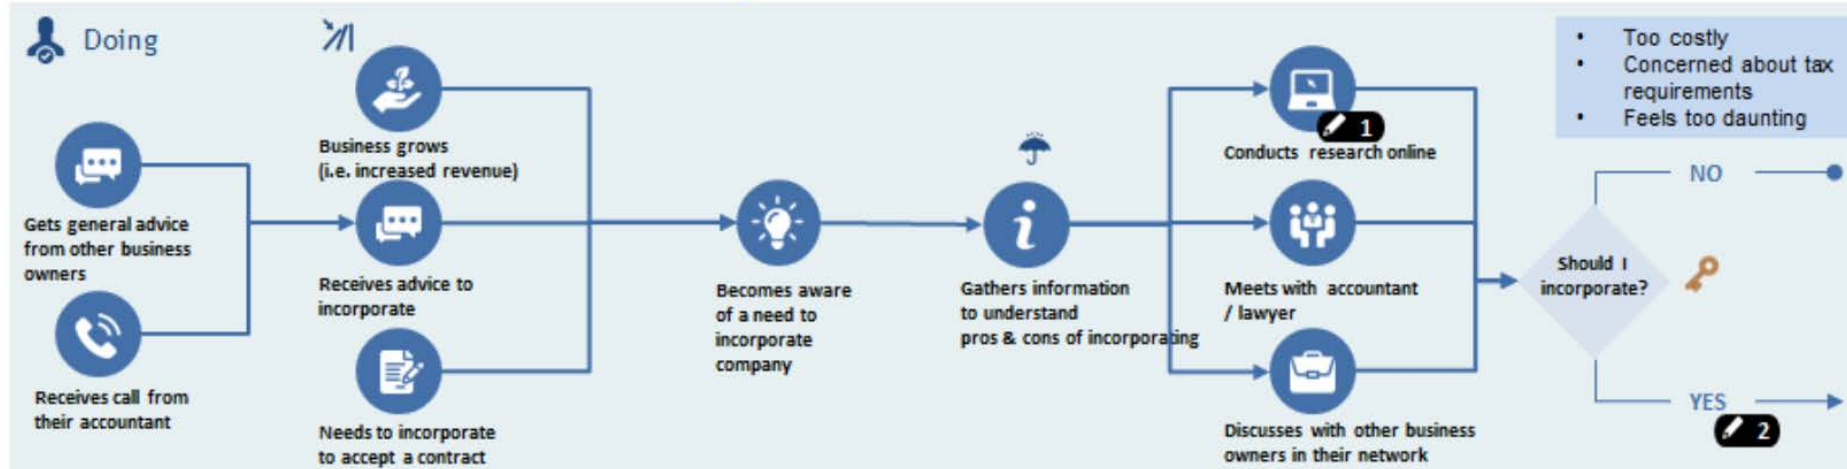 Doing
Gets general advice
from other business
owners
Receives call from
their accountant
Business grows
(i.e. increased revenue)
Receives advice to
incorporate
Needs to incorporate
to accept a contract
Becomes aware
of a need to
incorporate
company
Gathers information
to understand
pros & cons of incorporating
1
Conducts research online
Meets with accountant
/ lawyer
Discusses with other business
owners in their network
• Too costly
• Concerned about tax
requirements
• Feels too daunting
NO
Should I
incorporate?
YES
2